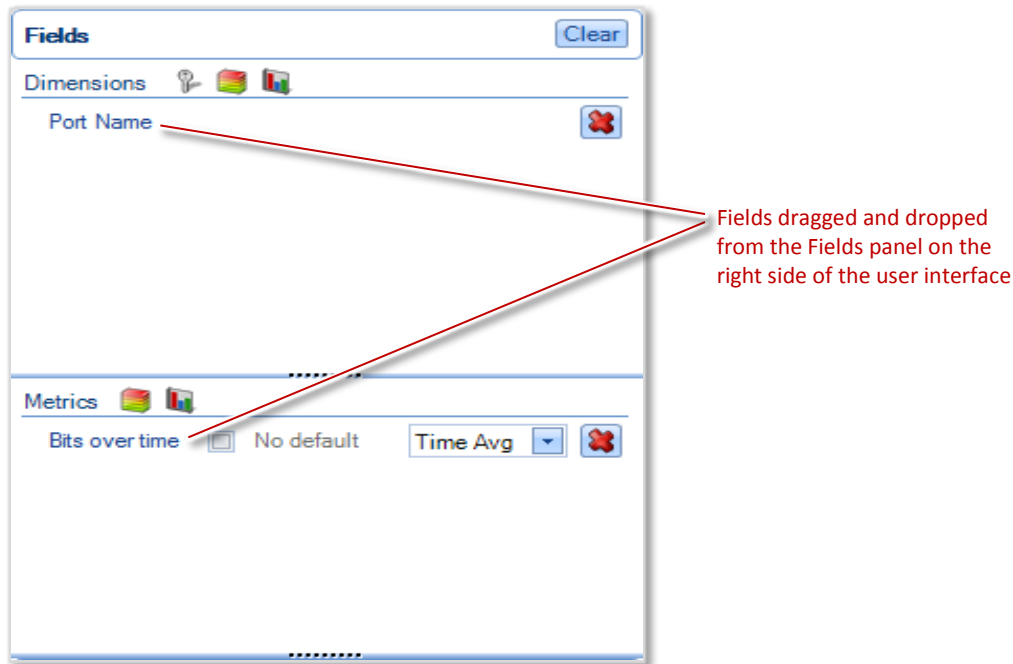 Fields Clear
Dimensions
Port Name
Fields dragged and dropped
from the Fields panel on the
right side of the user interface
Metrics
Bits over time No default Time Avg